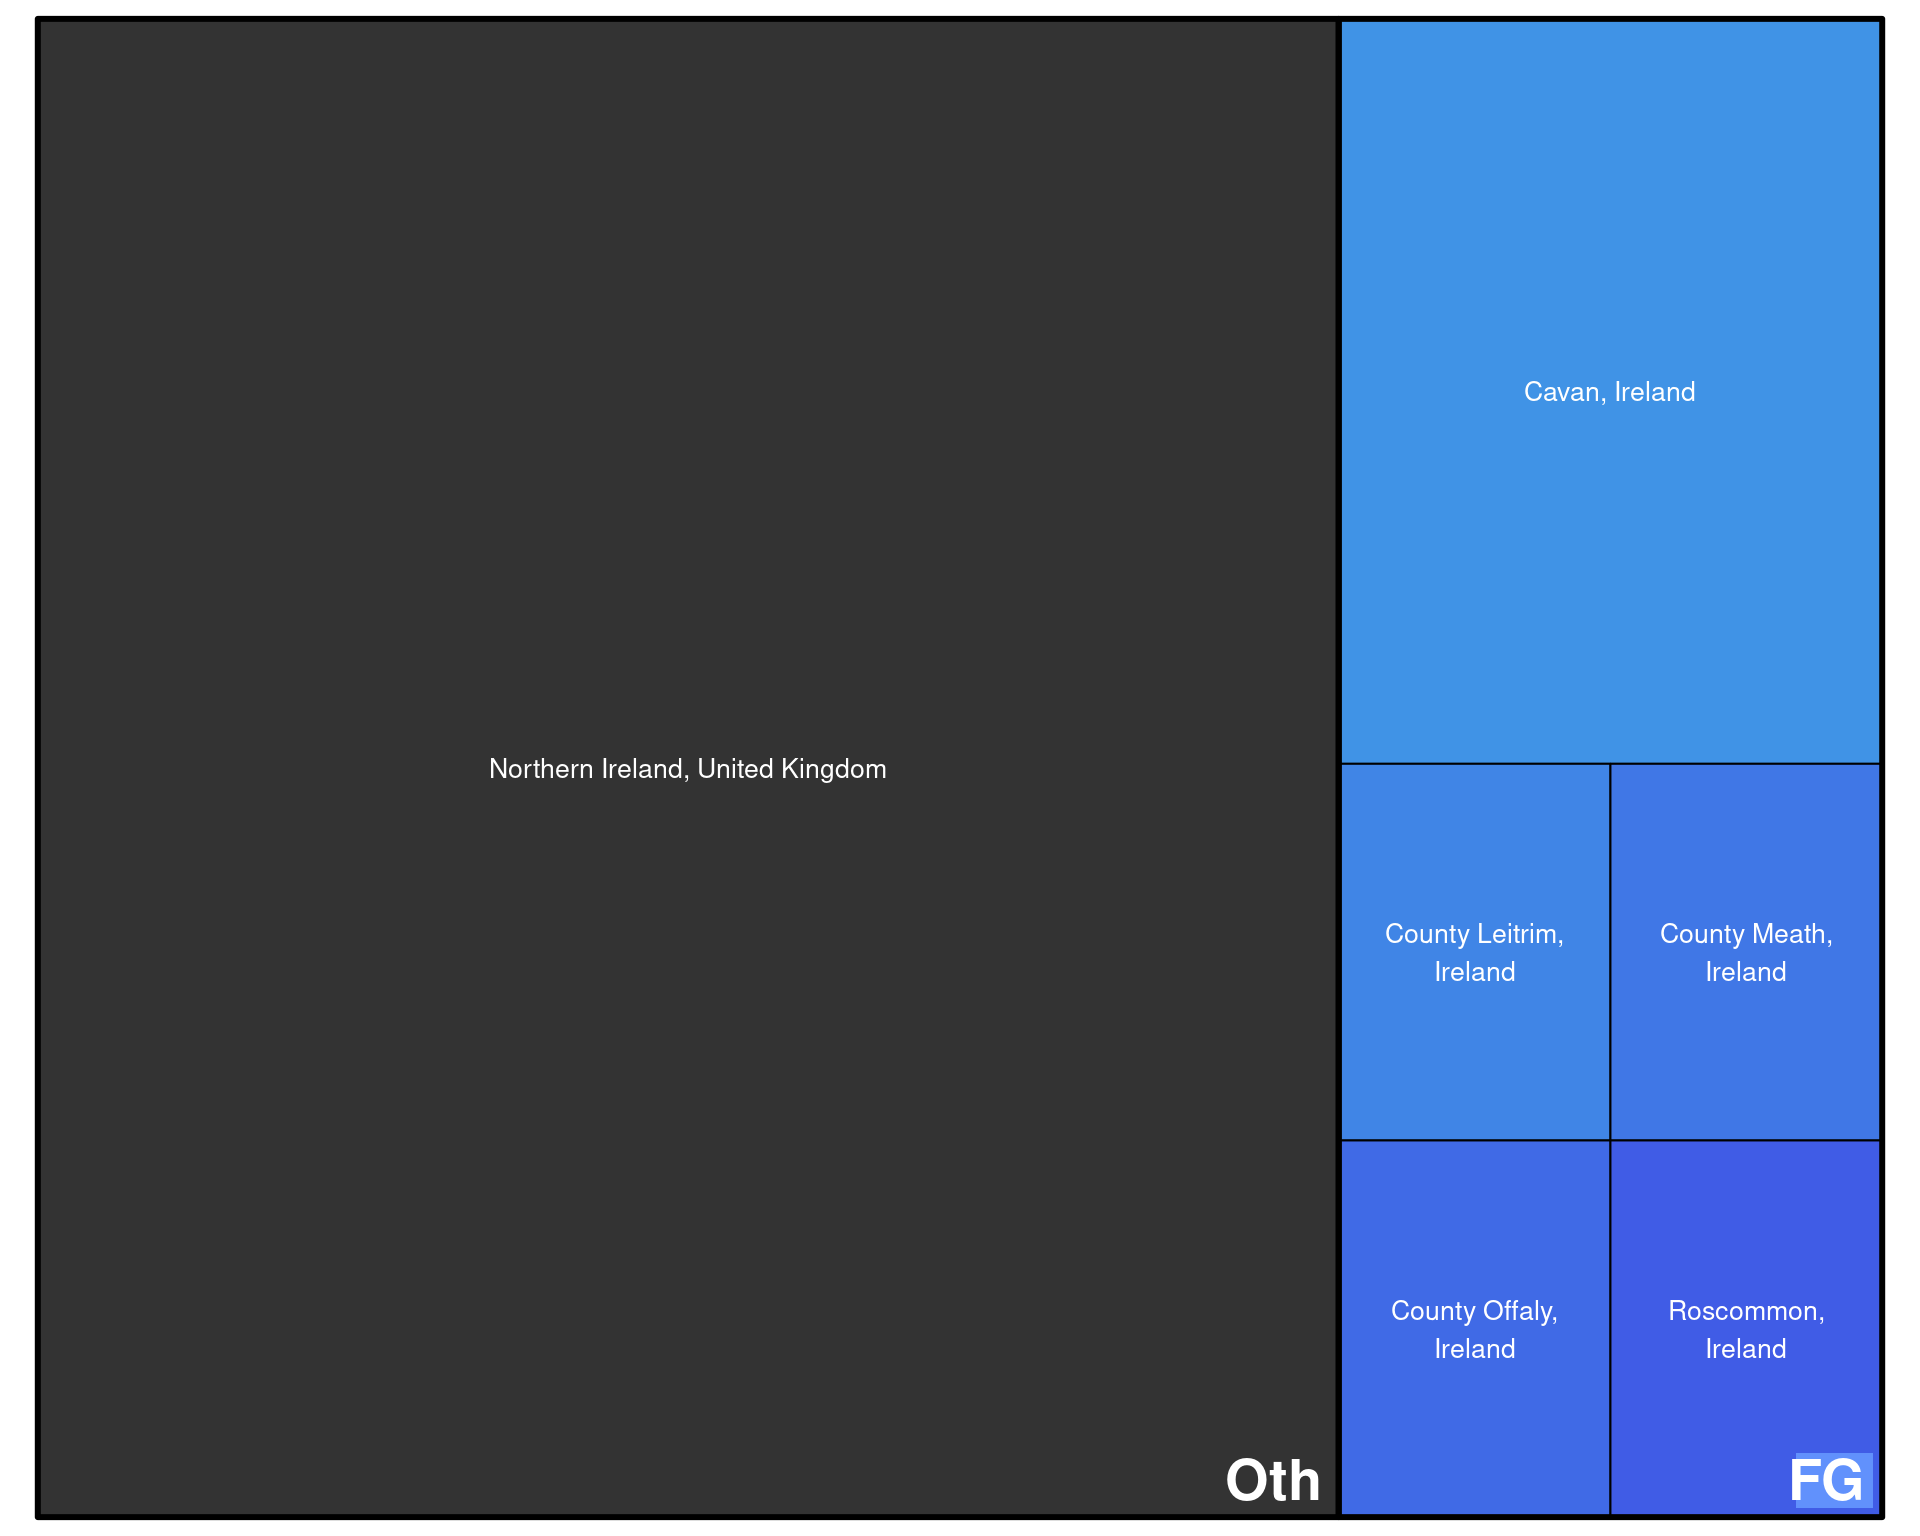 Northern Ireland, United Kingdom
Oth
Cavan, Ireland
County Leitrim,
Ireland
County Meath,
Ireland
County Offaly,
Ireland
Roscommon,
Ireland
FG